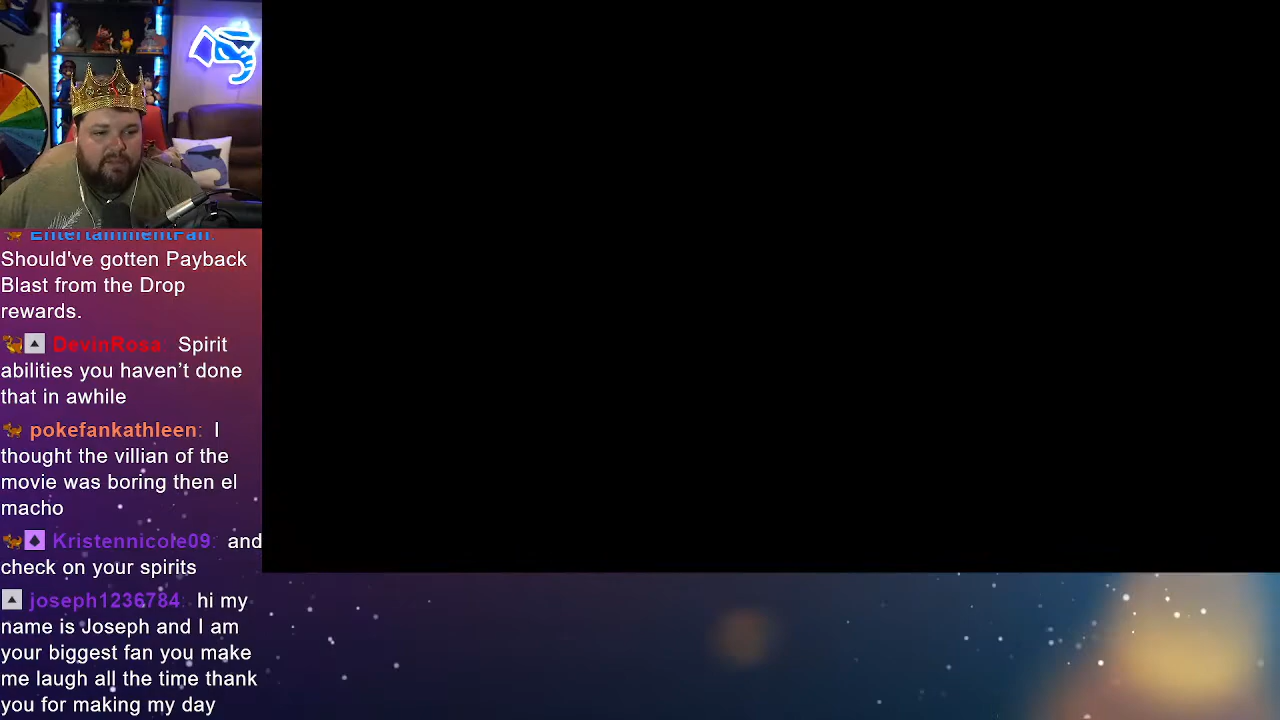 EntertainmentFan:
Should've gotten Payback
Blast from the Drop
rewards.
DevinRosa: Spirit
abilities you haven’t done
that in awhile
pokefankathleen: I
thought the villian of the
movie was boring then el
macho
Kristennicole09: and
check on your spirits
joseph1236784: hi my
name is Joseph and I am
your biggest fan you make
me laugh all the time thank
you for making my day